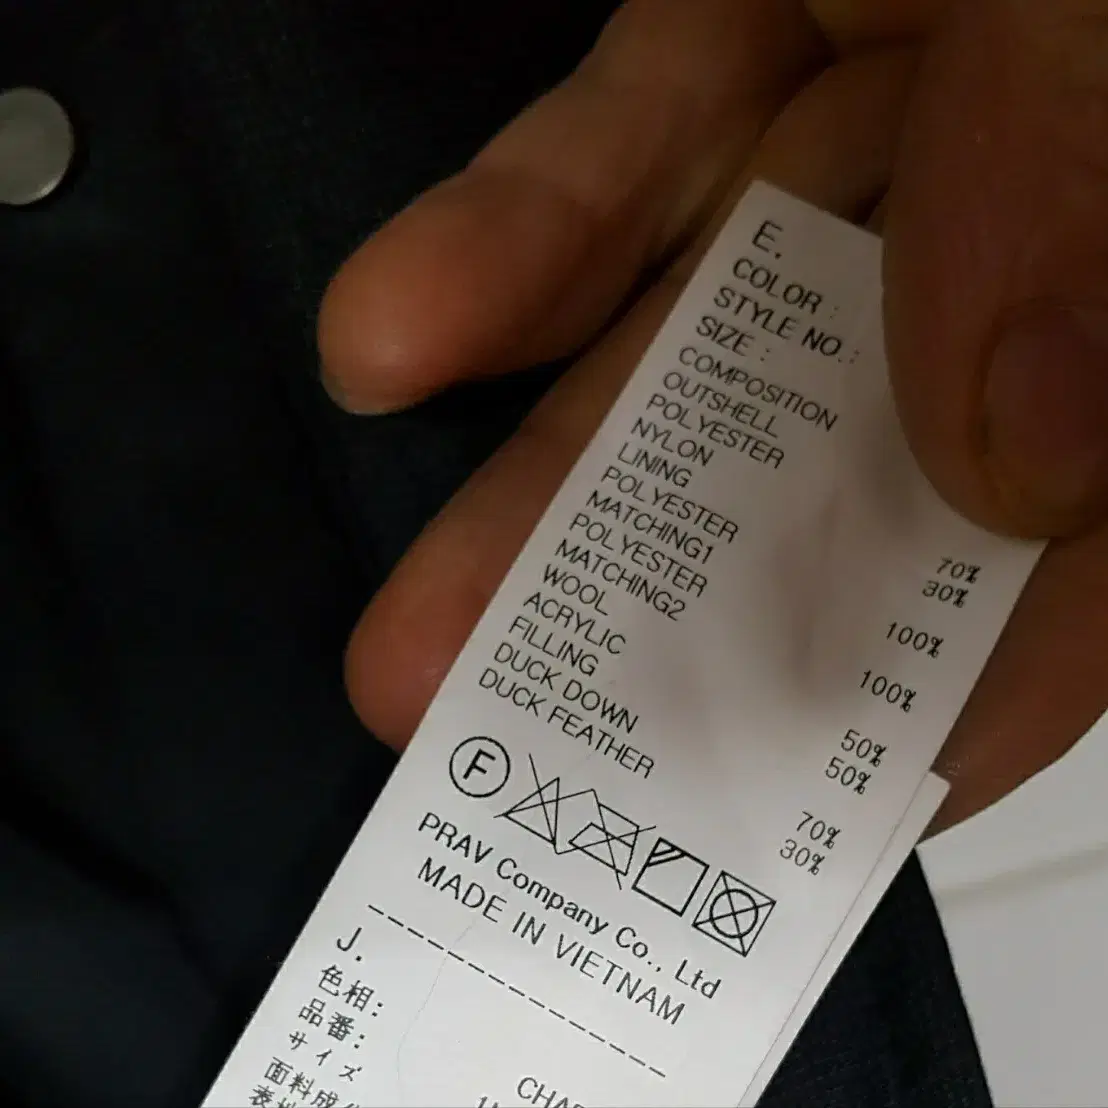 E.
COLOR :
STYLE NO. :
SIZE :
COMPOSITION
OUTSHELL
POLYESTER 70%
NYLON 30%
LINING
POLYESTER 100%
MATCHING1
POLYESTER 100%
MATCHING2
WOOL 50%
ACRYLIC 50%
FILLING
DUCK DOWN 70%
DUCK FEATHER 30%
F
PRAV Company Co., Ltd
MADE IN VIETNAM
J.
色相:
品番:
サイズ
面料成